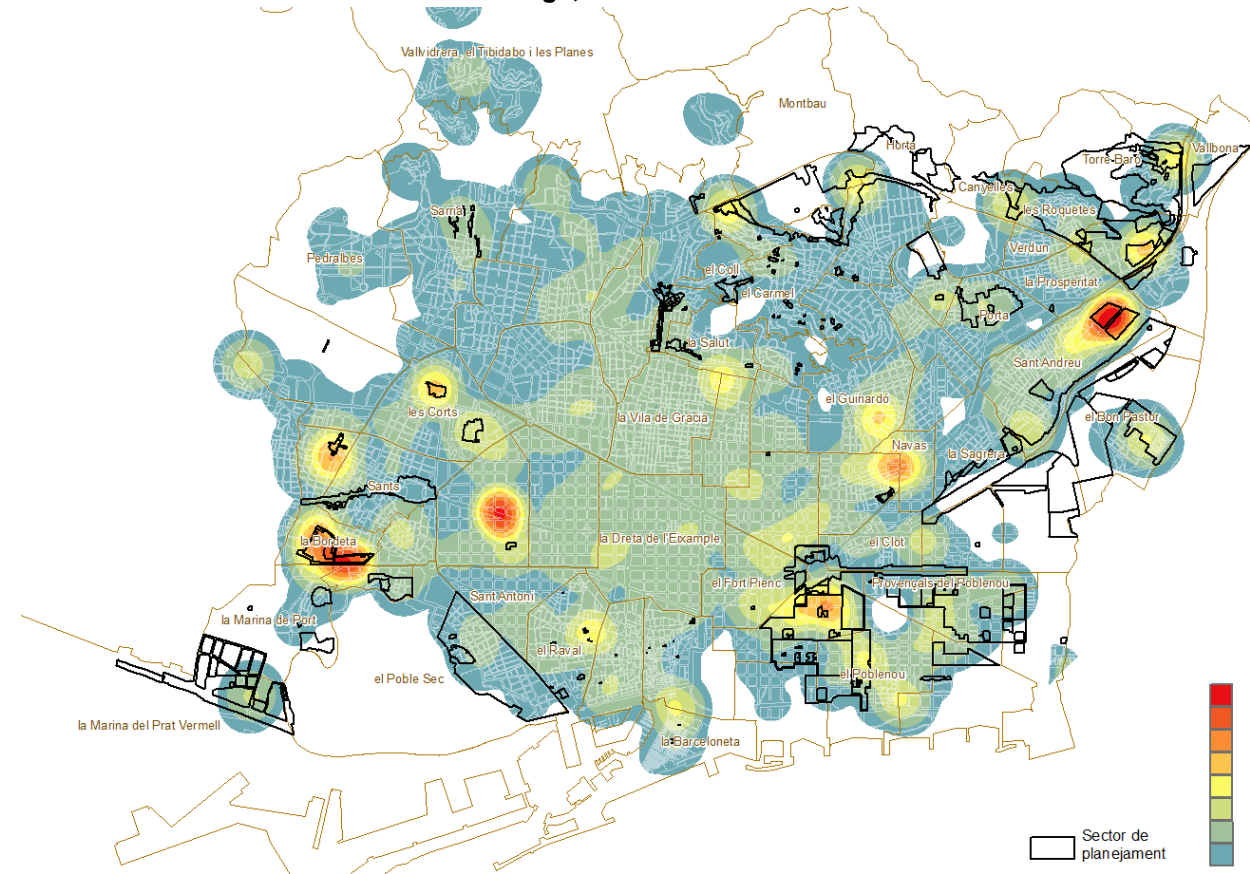 Vallvidrera, el Tibidabo i les Planes
Montbau
Horta
Torre Baró
Vallbona
Canyelles
les Roquetes
Sarrià
Verdun
Pedralbes
el Coll
la Prosperitat
el Carmel
Porta
la Salut
Sant Andreu
el Guinardó
les Corts
la Vila de Gràcia
el Bon Pastor
Navas
la Sagrera
Sants
la Bordeta
la Dreta de l'Eixample
el Clot
el Fort Pienc
Provençals del Poblenou
Sant Antoni
la Marina de Port
el Raval
el Poble Sec
el Poblenou
la Marina del Prat Vermell
la Barceloneta
Sector de
planejament